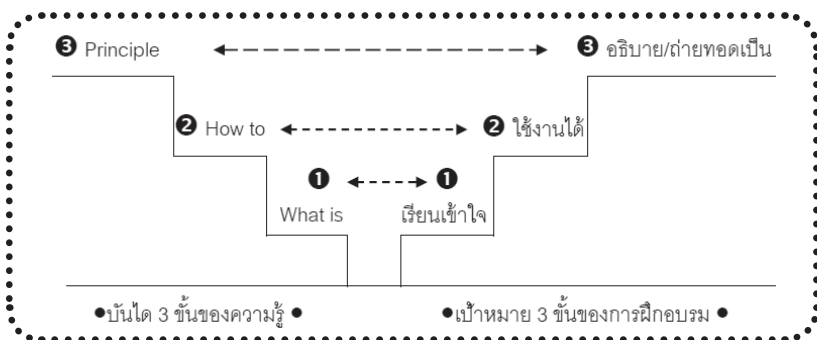 ❸ Principle ❸ อธิบาย/ถ่ายทอดเป็น
❷ How to ❷ ใช้งานได้
❶ ❶
What is เรียนเข้าใจ
●บันได 3 ขั้นของความรู้ ● ●เป้าหมาย 3 ขั้นของการฝึกอบรม ●